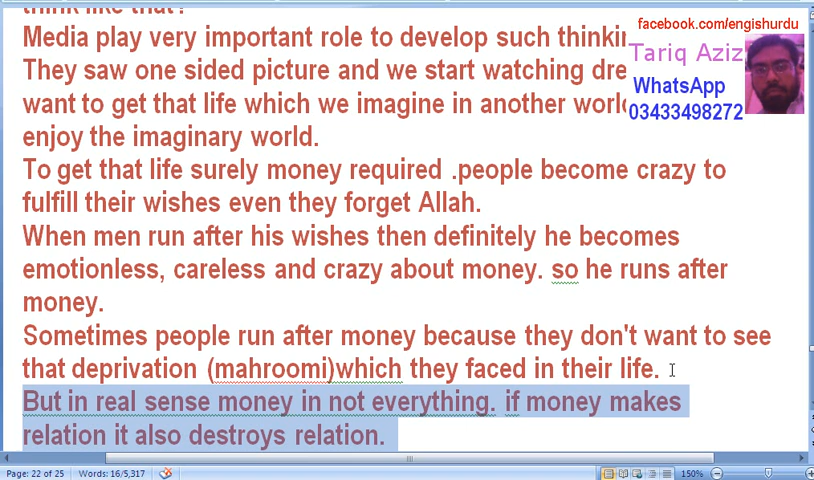 think like that?
facebook.com/engishurdu
Media play very important role to develop such
Tariq Aziz
They saw one sided picture and we start watching
WhatsApp
want to get that life which we imagine in another
03433498272
enjoy the imaginary world.
To get that life surely money required .people become crazy to
fulfill their wishes even they forget Allah.
When men run after his wishes then definitely he becomes
emotionless, careless and crazy about money. so he runs after
money.
Sometimes people run after money because they don't want to see
that deprivation (mahroomi)which they faced in their life.
But in real sense money in not everything. if money makes
relation it also destroys relation.
Page: 22 of 25 Words: 16/5,317 150%